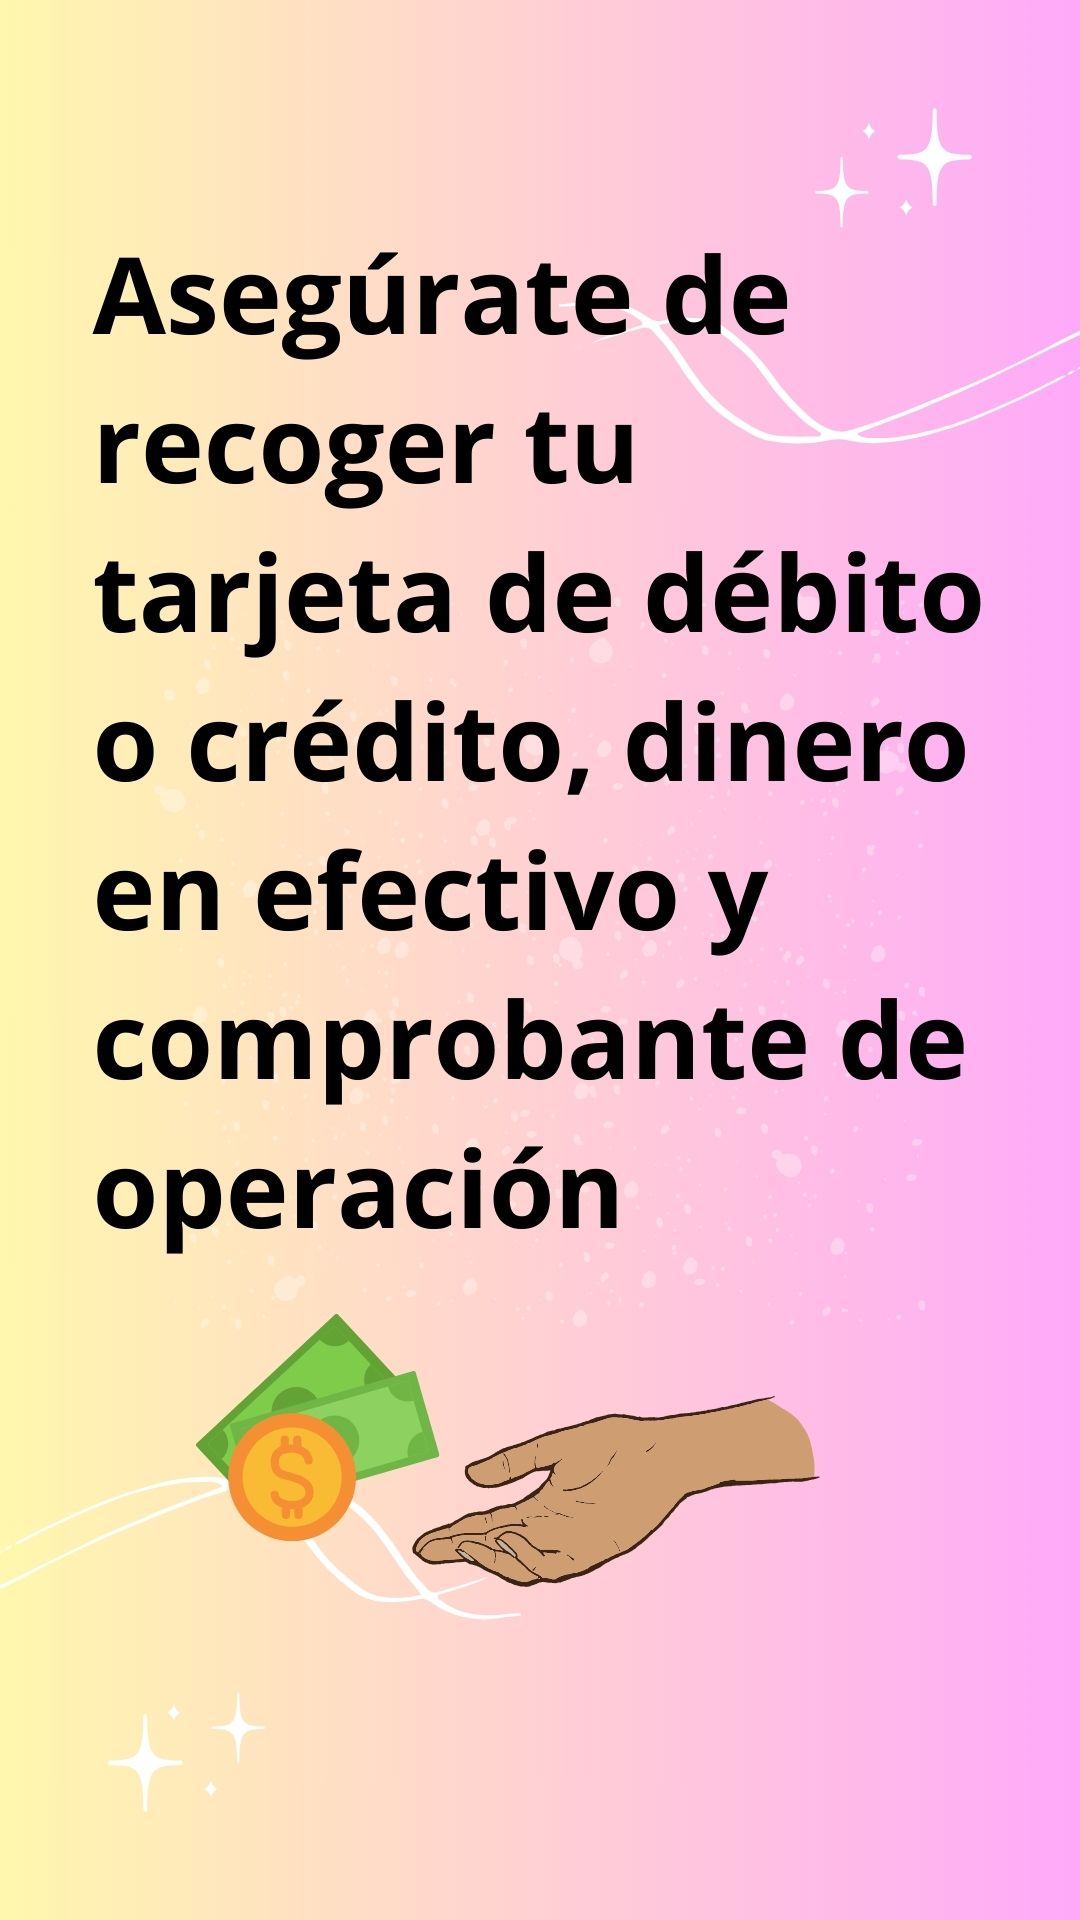 Asegúrate de
recoger tu
tarjeta de débito
o crédito, dinero
en efectivo y
comprobante de
operación
$